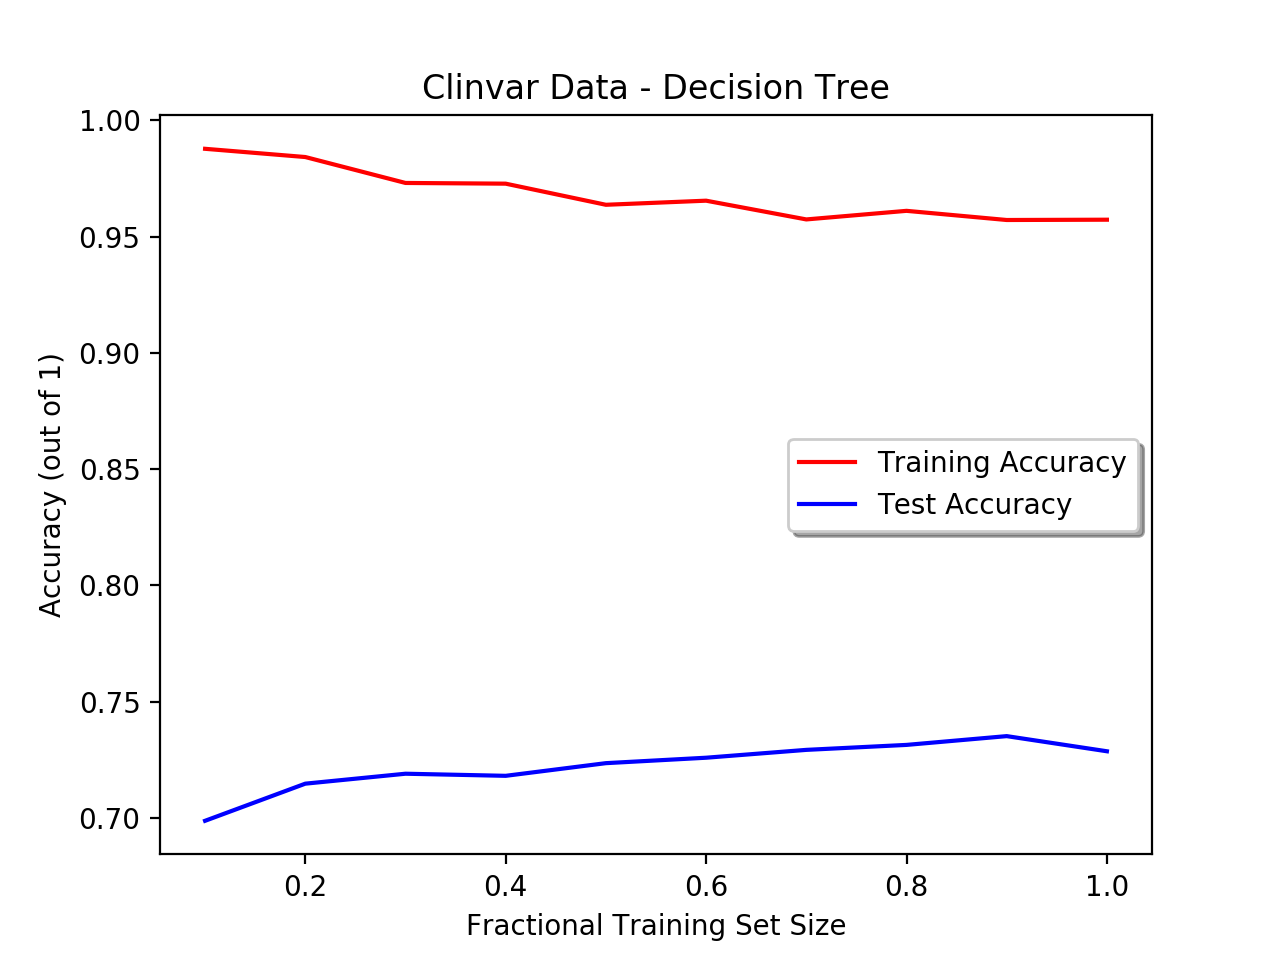 Clinvar Data - Decision Tree
1.00
0.95
0.90
0.85
0.80
0.75
0.70
Accuracy (out of 1)
Training Accuracy
Test Accuracy
0.2 0.4 0.6 0.8 1.0
Fractional Training Set Size